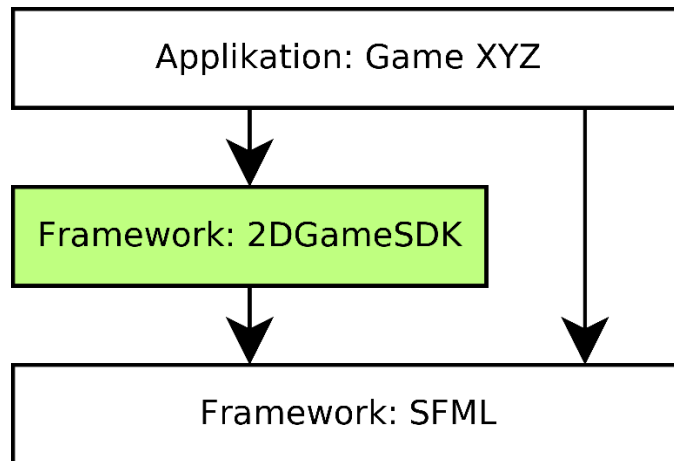 Applikation: Game XYZ
Framework: 2DGameSDK
Framework: SFML